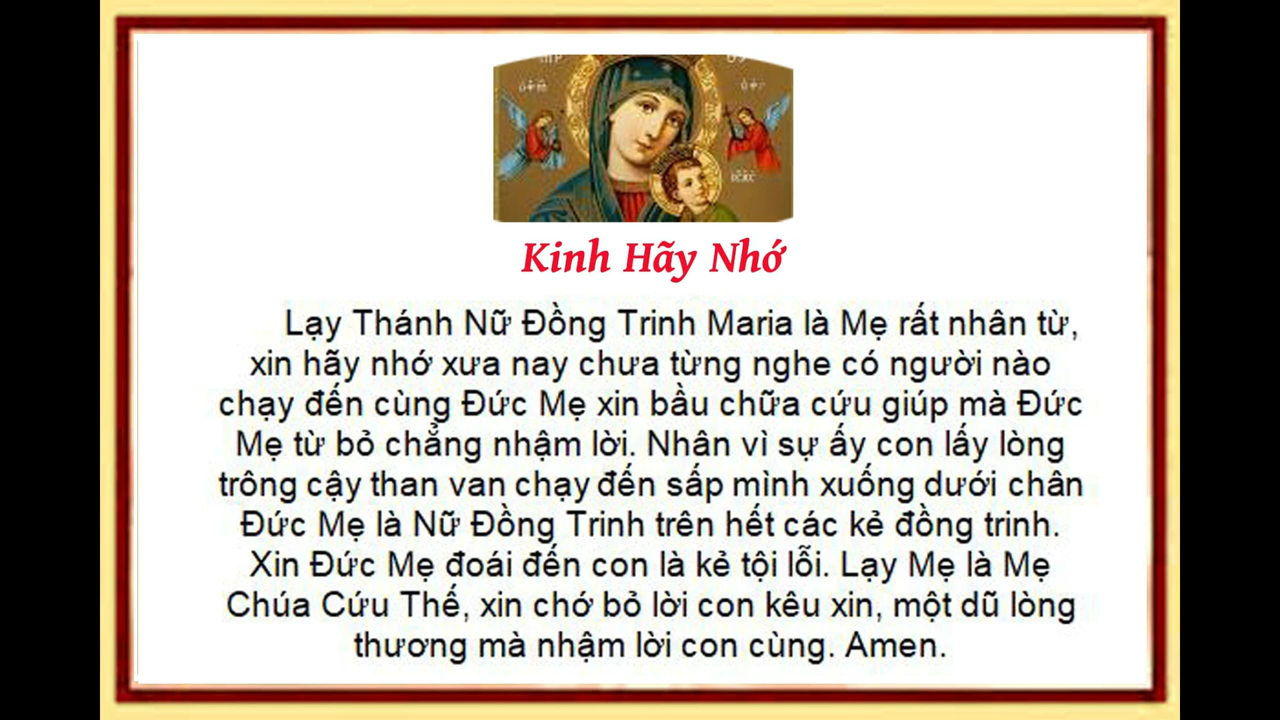 Kinh Hãy Nhớ
Lạy Thánh Nữ Đồng Trinh Maria là Mẹ rất nhân từ,
xin hãy nhớ xưa nay chưa từng nghe có người nào
chạy đến cùng Đức Mẹ xin bầu chữa cứu giúp mà Đức
Mẹ từ bỏ chẳng nhậm lời. Nhân vì sự ấy con lấy lòng
trông cậy than van chạy đến sấp mình xuống dưới chân
Đức Mẹ là Nữ Đồng Trinh trên hết các kẻ đồng trinh.
Xin Đức Mẹ đoái đến con là kẻ tội lỗi. Lạy Mẹ là Mẹ
Chúa Cứu Thế, xin chớ bỏ lời con kêu xin, một dũ lòng
thương mà nhậm lời con cùng. Amen.